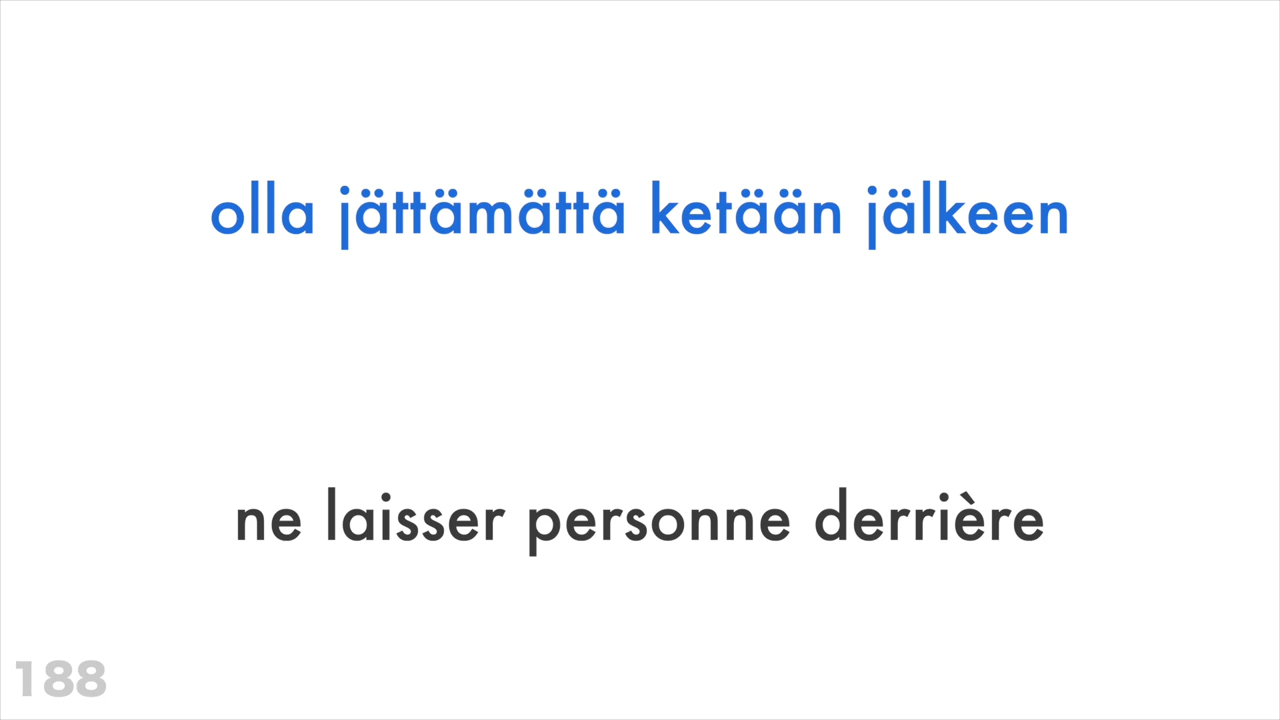 olla jättämättä ketään jälkeen
ne laisser personne derrière
188